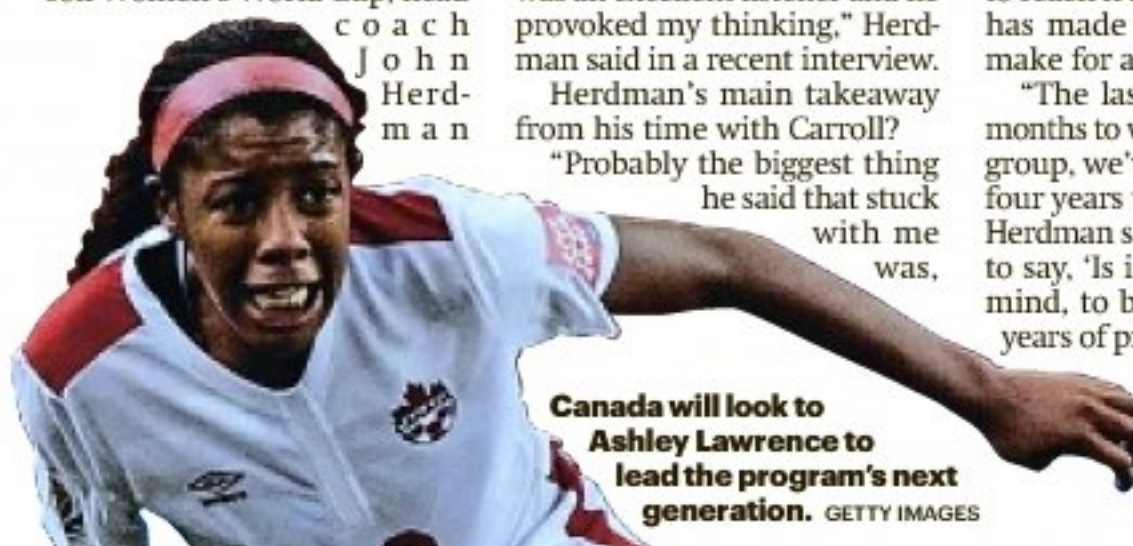 coach
John
Herd-
man
provoked my thinking,” Herd-
man said in a recent interview.
Herdman’s main takeaway
from his time with Carroll?
“Probably the biggest thing
he said that stuck
with me
was,
has made
make for a
“The las
months to
group, we’
four years
Herdman s
to say, ‘Is i
mind, to b
years of p
Canada will look to
Ashley Lawrence to
lead the program’s next
generation. GETTY IMAGES
CANADA
umbro